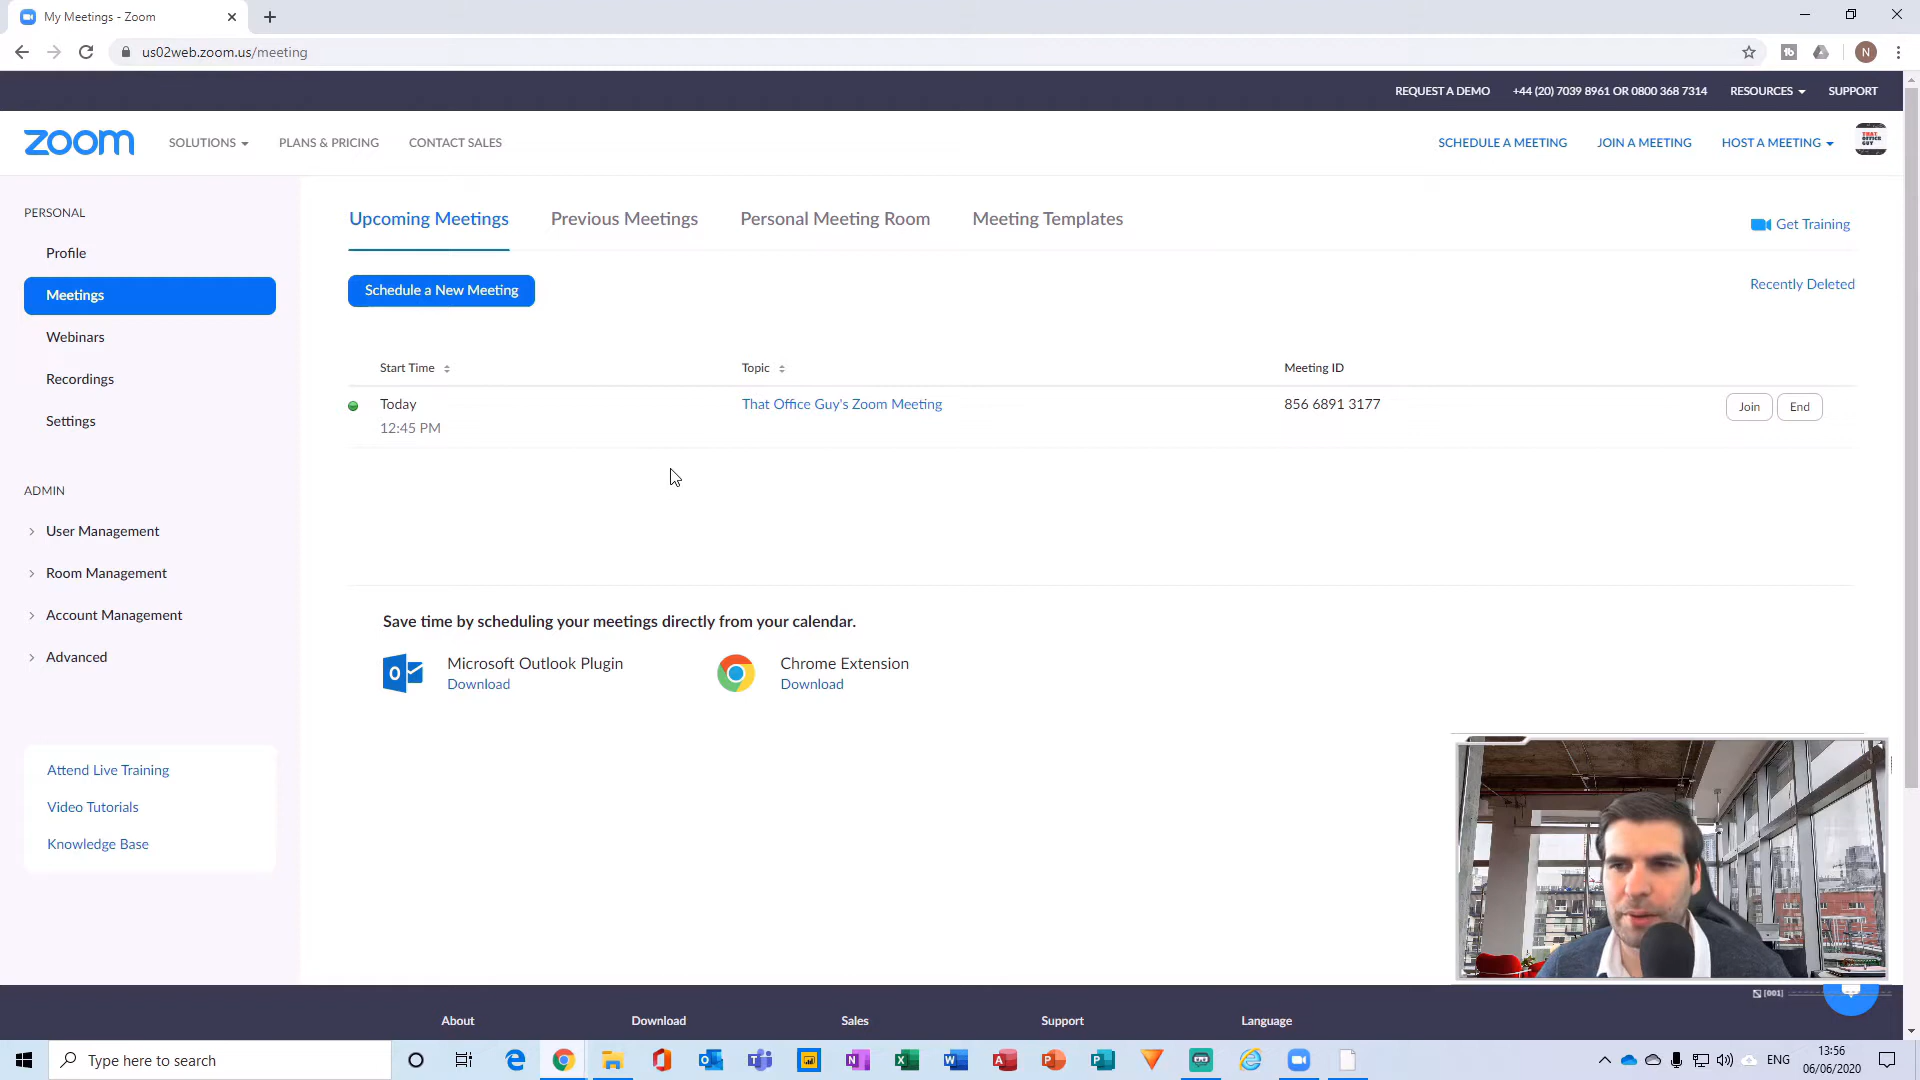 My Meetings - Zoom
us02web.zoom.us/meeting
N
REQUEST A DEMO +44 (20) 7039 8961 OR 0800 368 7314 RESOURCES SUPPORT
zoom SOLUTIONS PLANS & PRICING CONTACT SALES SCHEDULE A MEETING JOIN A MEETING HOST A MEETING
THAT OFFICE GUY
PERSONAL
Profile
Meetings
Webinars
Recordings
Settings
ADMIN
User Management
Room Management
Account Management
Advanced
Attend Live Training
Video Tutorials
Knowledge Base
Upcoming Meetings Previous Meetings Personal Meeting Room Meeting Templates
Get Training
Schedule a New Meeting
Recently Deleted
Start Time Topic Meeting ID
Today That Office Guy's Zoom Meeting 856 6891 3177 Join End
12:45 PM
Save time by scheduling your meetings directly from your calendar.
Microsoft Outlook Plugin
Download
Chrome Extension
Download
[001]
About Download Sales Support Language
Type here to search
ENG
13:56
06/06/2020